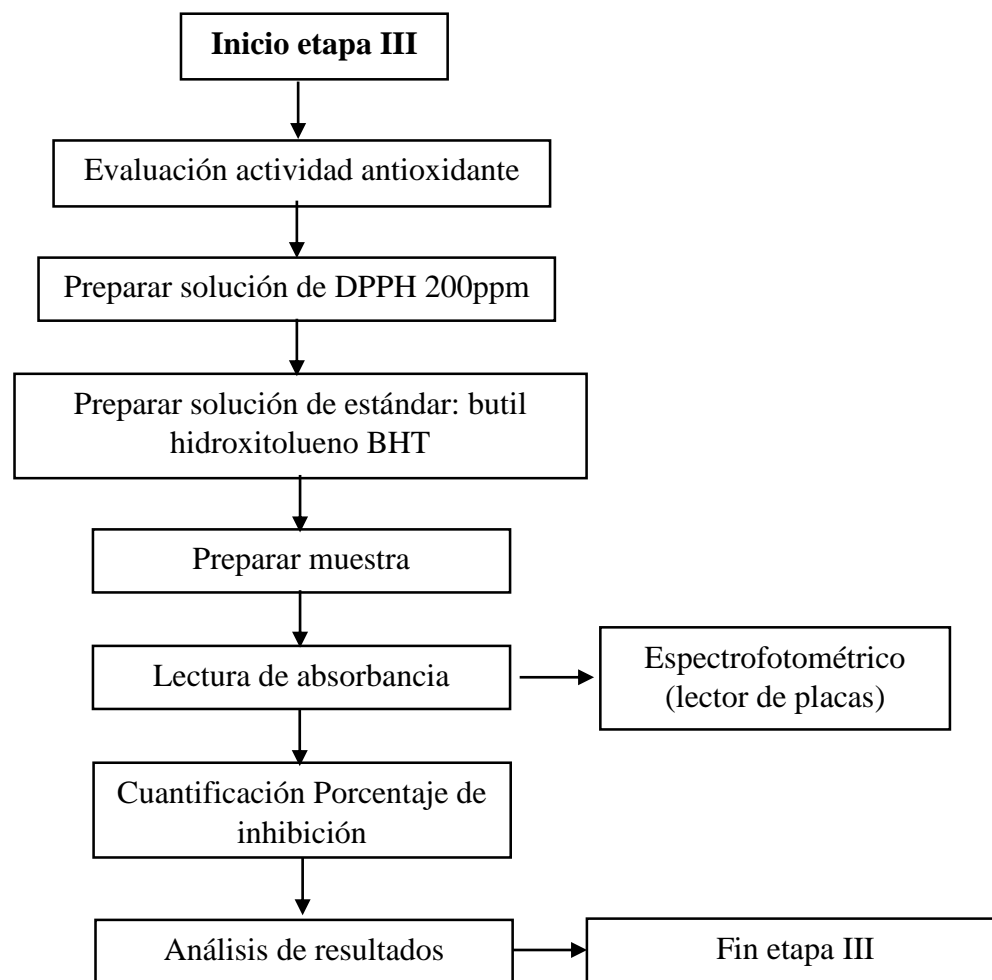 Inicio etapa III
Evaluación actividad antioxidante
Preparar solución de DPPH 200ppm
Preparar solución de estándar: butil
hidroxitolueno BHT
Preparar muestra
Lectura de absorbancia
Espectrofotométrico
(lector de placas)
Cuantificación Porcentaje de
inhibición
Análisis de resultados
Fin etapa III